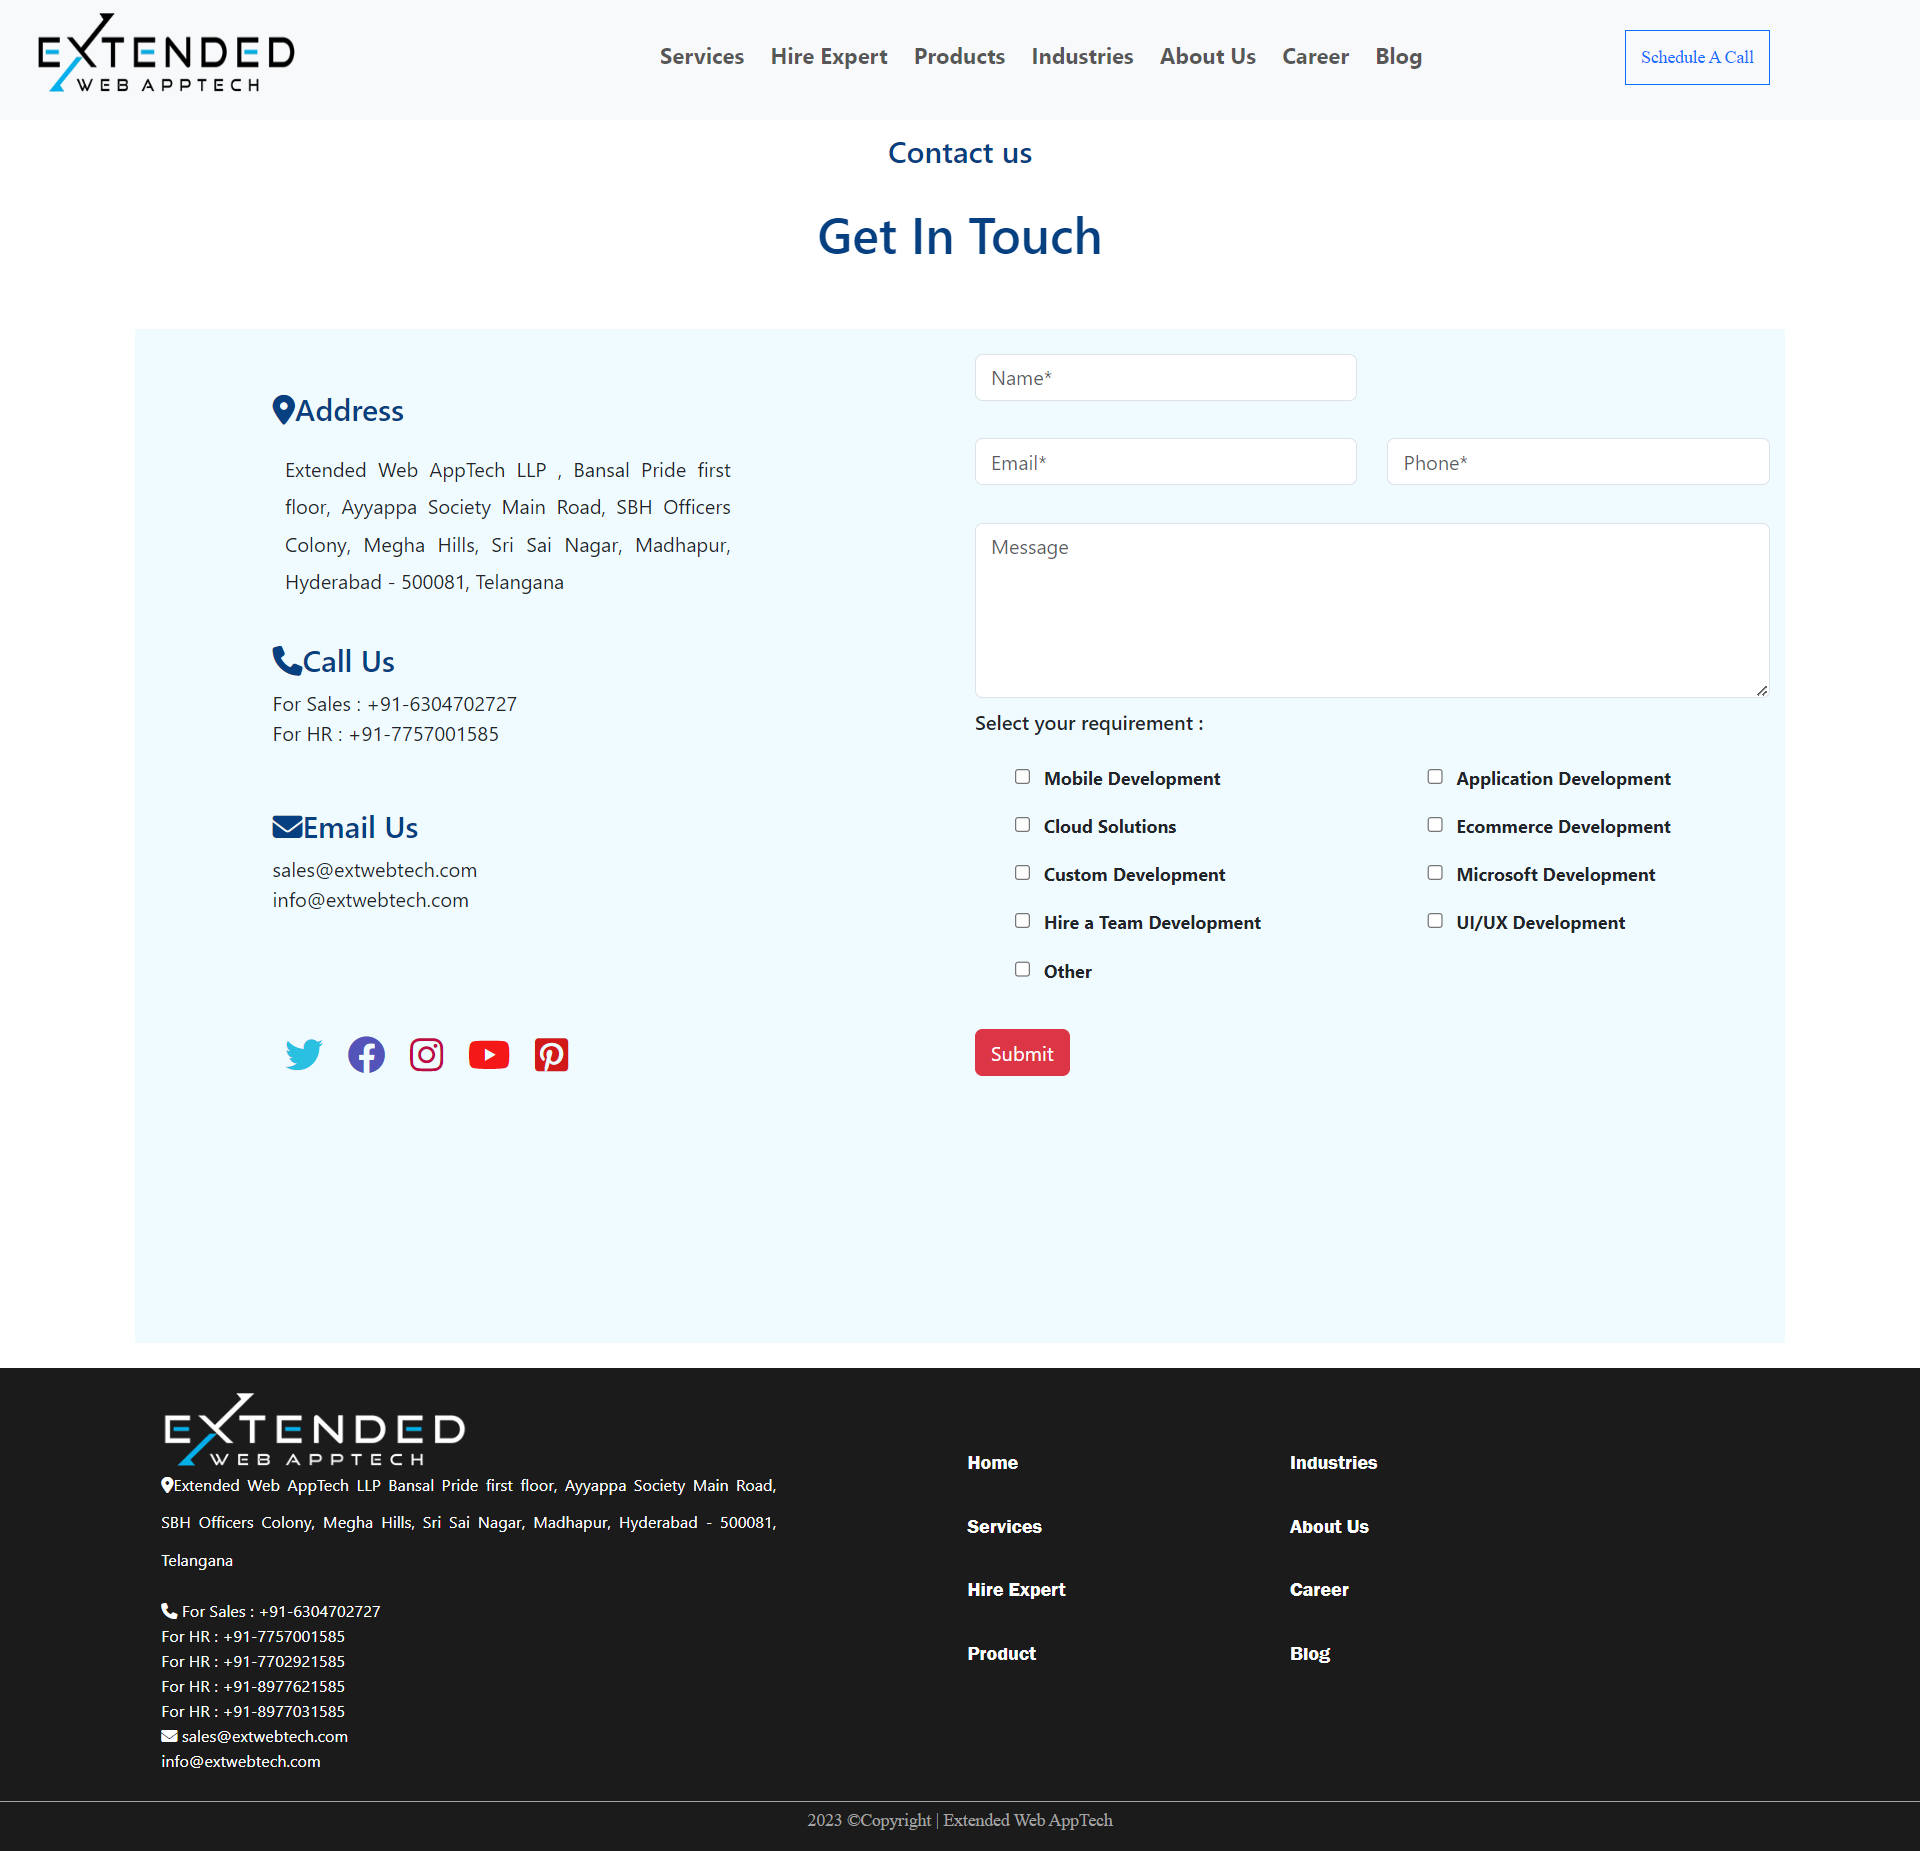 EXTENDED
WEB APPTECH
Services Hire Expert Products Industries About Us Career Blog
Schedule A Call
Contact us
Get In Touch
Address
Extended Web AppTech LLP , Bansal Pride first
floor, Ayyappa Society Main Road, SBH Officers
Colony, Megha Hills, Sri Sai Nagar, Madhapur,
Hyderabad - 500081, Telangana
Call Us
For Sales : +91-6304702727
For HR : +91-7757001585
Email Us
sales@extwebtech.com
info@extwebtech.com
Name*
Email* Phone*
Message
Select your requirement :
Mobile Development Application Development
Cloud Solutions Ecommerce Development
Custom Development Microsoft Development
Hire a Team Development UI/UX Development
Other
Submit
EXTENDED
WEB APPTECH
Extended Web AppTech LLP Bansal Pride first floor, Ayyappa Society Main Road,
SBH Officers Colony, Megha Hills, Sri Sai Nagar, Madhapur, Hyderabad - 500081,
Telangana
For Sales : +91-6304702727
For HR : +91-7757001585
For HR : +91-7702921585
For HR : +91-8977621585
For HR : +91-8977031585
sales@extwebtech.com
info@extwebtech.com
Home Industries
Services About Us
Hire Expert Career
Product Blog
2023 ©Copyright | Extended Web AppTech